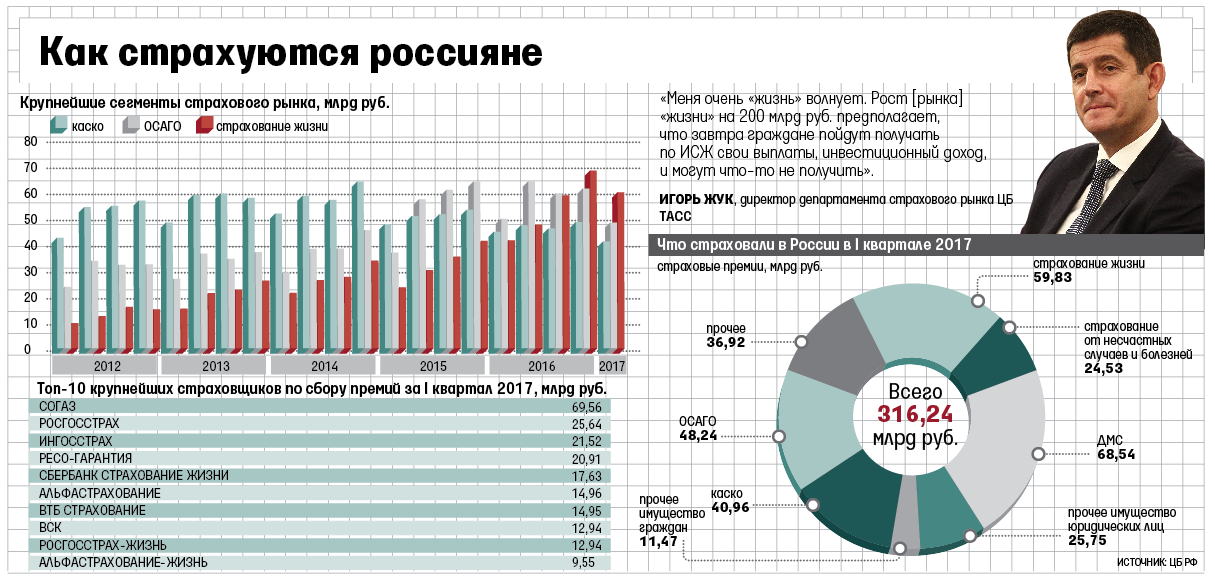 Как страхуются россияне
Крупнейшие сегменты страхового рынка, млрд руб.
каско
ОСАГО
страхование жизни
80
70
60
50
40
30
20
10
0
2012
2013
2014
2015
2016
2017
Топ-10 крупнейших страховщиков по сбору премий за I квартал 2017, млрд руб.
СОГАЗ 69,56
РОСГОССТРАХ 25,64
ИНГОССТРАХ 21,52
РЕСО-ГАРАНТИЯ 20,91
СБЕРБАНК СТРАХОВАНИЕ ЖИЗНИ 17,63
АЛЬФАСТРАХОВАНИЕ 14,96
ВТБ СТРАХОВАНИЕ 14,95
ВСК 12,94
РОСГОССТРАХ-ЖИЗНЬ 12,94
АЛЬФАСТРАХОВАНИЕ-ЖИЗНЬ 9,55
«Меня очень «жизнь» волнует. Рост [рынка]
«жизни» на 200 млрд руб. предполагает,
что завтра граждане пойдут получать
по ИСЖ свои выплаты, инвестиционный доход,
и могут что-то не получить».
ИГОРЬ ЖУК, директор департамента страхового рынка ЦБ
ТАСС
Что страховали в России в I квартале 2017
страховые премии, млрд руб.
страхование жизни
59,83
страхование
от несчастных
случаев и болезней
24,53
ДМС
68,54
прочее имущество
юридических лиц
25,75
прочее
имущество
граждан
11,47
каско
40,96
ОСАГО
48,24
прочее
36,92
Всего
316,24
млрд руб.
ИСТОЧНИК: ЦБ РФ